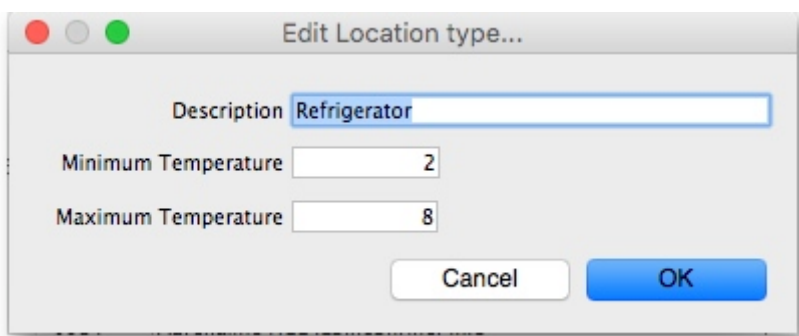 Edit Location type...
Description Refrigerator
Minimum Temperature 2
Maximum Temperature 8
Cancel OK